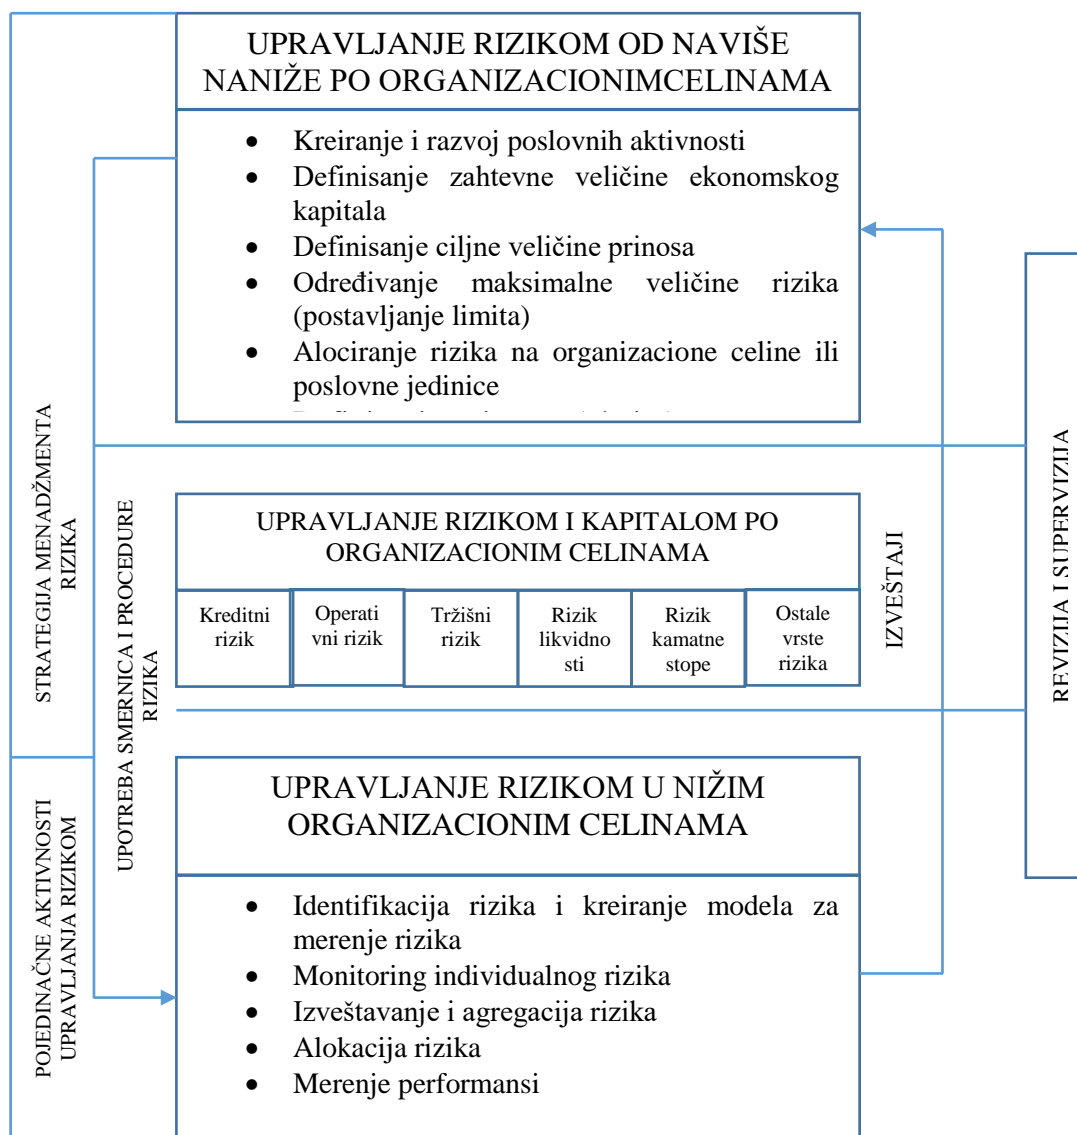 UPRAVLJANJE RIZIKOM OD NAVIŠE
NANIŽE PO ORGANIZACIONIMCELINAMA
• Kreiranje i razvoj poslovnih aktivnosti
• Definisanje zahtevne veličine ekonomskog
kapitala
• Definisanje ciljne veličine prinosa
• Određivanje maksimalne veličine rizika
(postavljanje limita)
• Alociranje rizika na organizacione celine ili
poslovne jedinice
STRATEGIJA MENADŽMENTA
RIZIKA
UPOTREBA SMERNICA I PROCEDURE
RIZIKA
UPRAVLJANJE RIZIKOM I KAPITALOM PO
ORGANIZACIONIM CELINAMA
Kreditni
rizik
Operati
vni rizik
Tržišni
rizik
Rizik
likvidno
sti
Rizik
kamatne
stope
Ostale
vrste
rizika
IZVEŠTAJI
REVIZIJA I SUPERVIZIJA
POJEDINAČNE AKTIVNOSTI
UPRAVLJANJA RIZIKOM
UPRAVLJANJE RIZIKOM U NIŽIM
ORGANIZACIONIM CELINAMA
• Identifikacija rizika i kreiranje modela za
merenje rizika
• Monitoring individualnog rizika
• Izveštavanje i agregacija rizika
• Alokacija rizika
• Merenje performansi